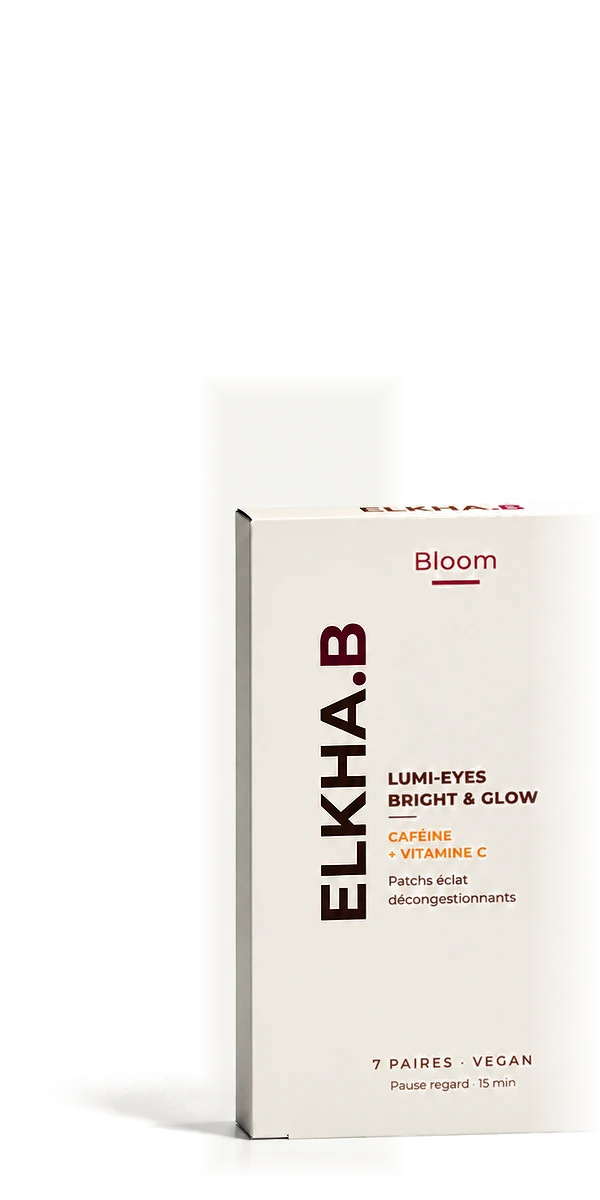 ELKHA.B
Bloom
ELKHA.B
LUMI-EYES
BRIGHT & GLOW
CAFÉINE
+ VITAMINE C
Patchs éclat
décongestionnants
7 PAIRES · VEGAN
Pause regard · 15 min